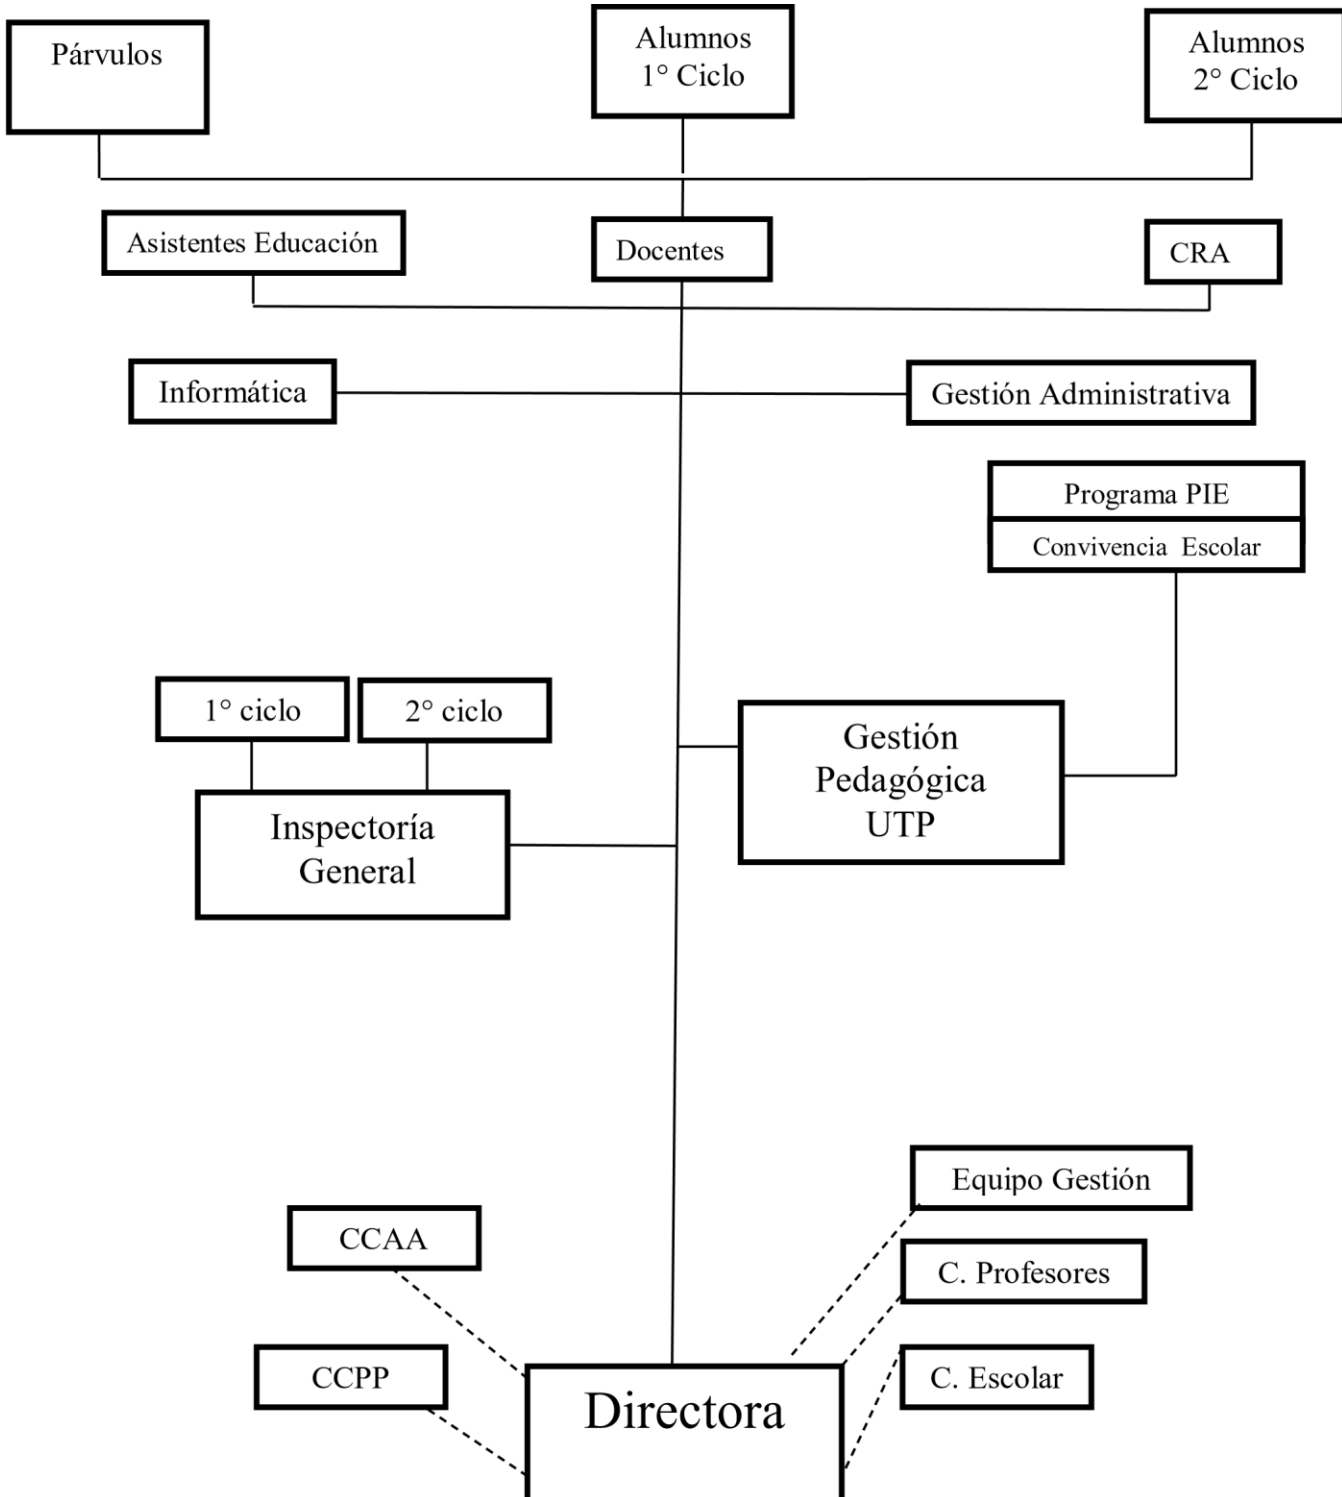 Párvulos
Alumnos
1° Ciclo
Alumnos
2° Ciclo
Asistentes Educación
Docentes
CRA
Informática
Gestión Administrativa
Programa PIE
Convivencia Escolar
1° ciclo
2° ciclo
Gestión
Pedagógica
UTP
Inspectoría
General
Equipo Gestión
CCAA
C. Profesores
CCPP
C. Escolar
Directora